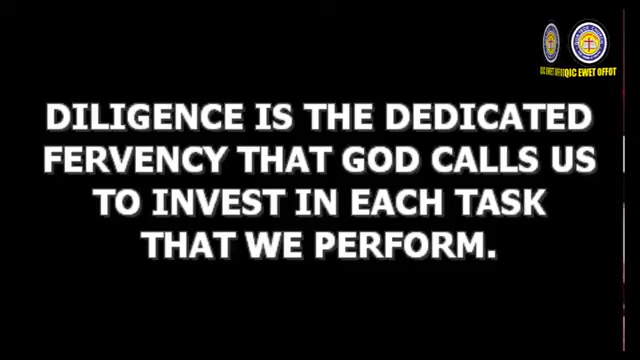 QIC EWET OFFOT
DILIGENCE IS THE DEDICATED
FERVENCY THAT GOD CALLS US
TO INVEST IN EACH TASK
THAT WE PERFORM.